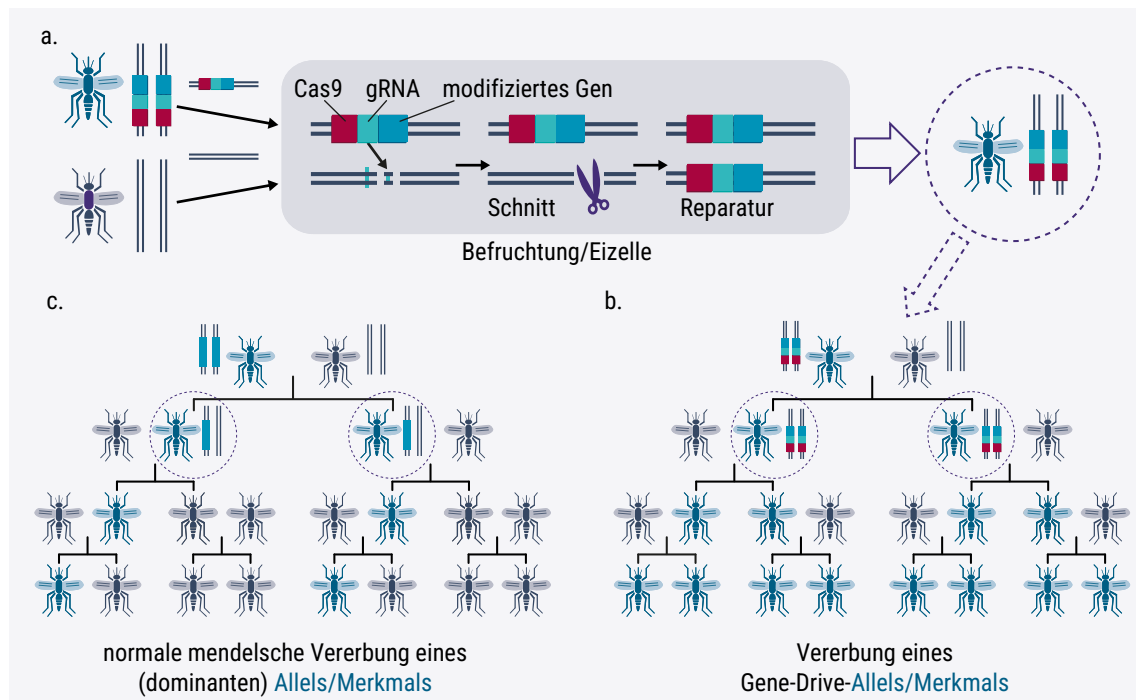 a.
Cas9 gRNA modifiziertes Gen
Schnitt Reparatur
Befruchtung/Eizelle
c.
b.
normale mendelsche Vererbung eines
(dominanten) Allels/Merkmals
Vererbung eines
Gene-Drive-Allels/Merkmals